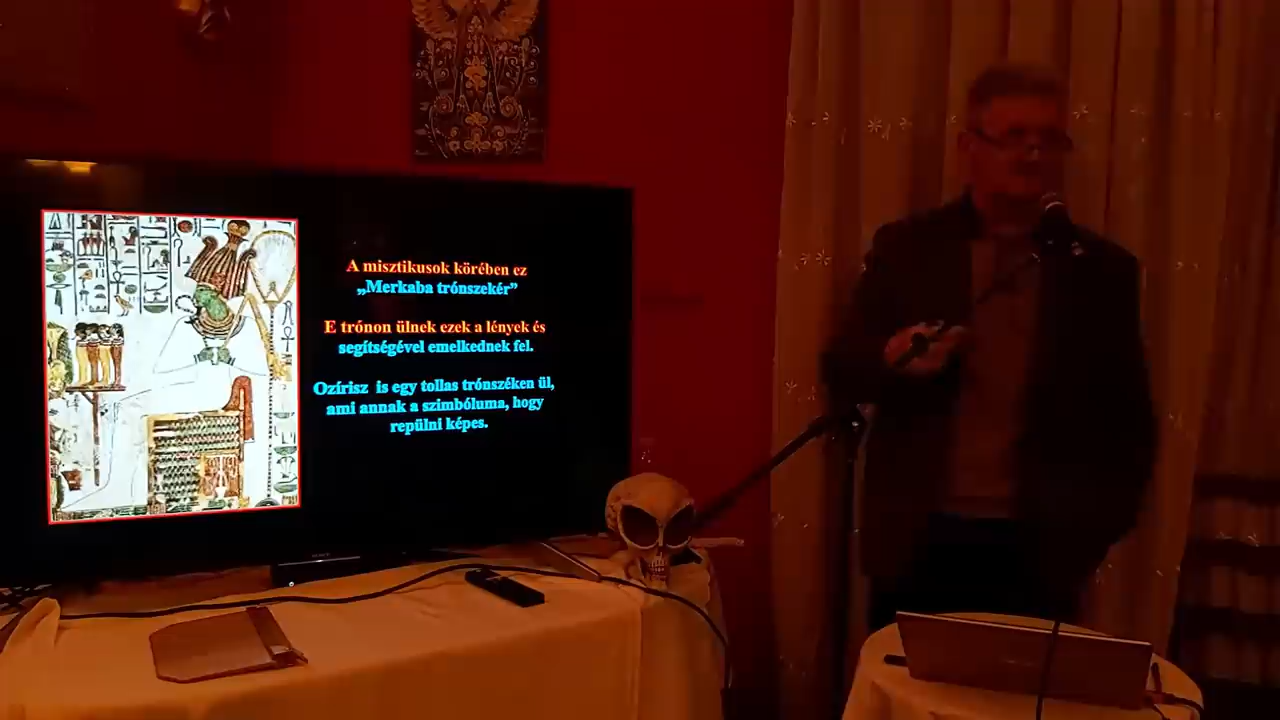 A misztikusok körében ez
„Merkaba trónszekér”
E trónon ülnek ezek a lények és
segítségével emelkednek fel.
Ozírisz is egy tollas trónszéken ül,
ami annak a szimbóluma, hogy
repülni képes.